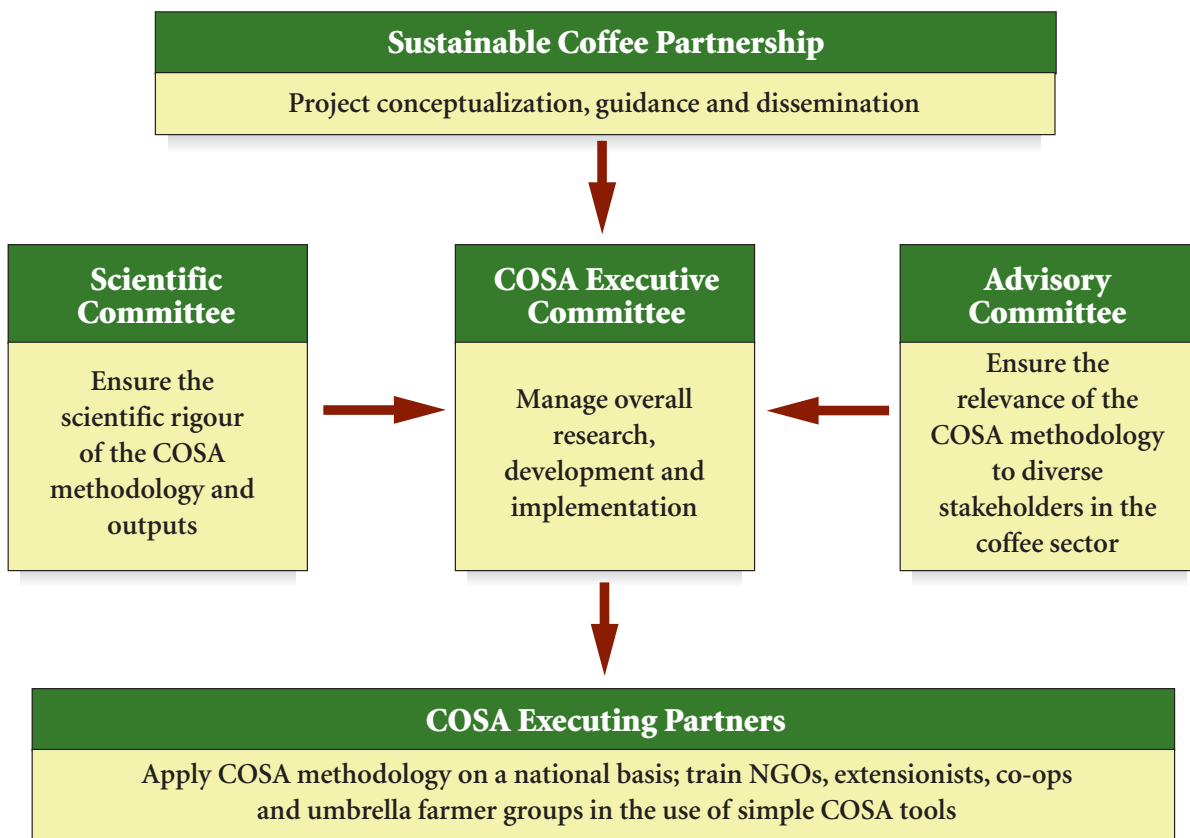 Sustainable Coffee Partnership
Project conceptualization, guidance and dissemination
Scientific
Committee
Ensure the
scientific rigour
of the COSA
methodology and
outputs
COSA Executive
Committee
Manage overall
research,
development and
implementation
Advisory
Committee
Ensure the
relevance of the
COSA methodology
to diverse
stakeholders in the
coffee sector
COSA Executing Partners
Apply COSA methodology on a national basis; train NGOs, extensionists, co-ops
and umbrella farmer groups in the use of simple COSA tools